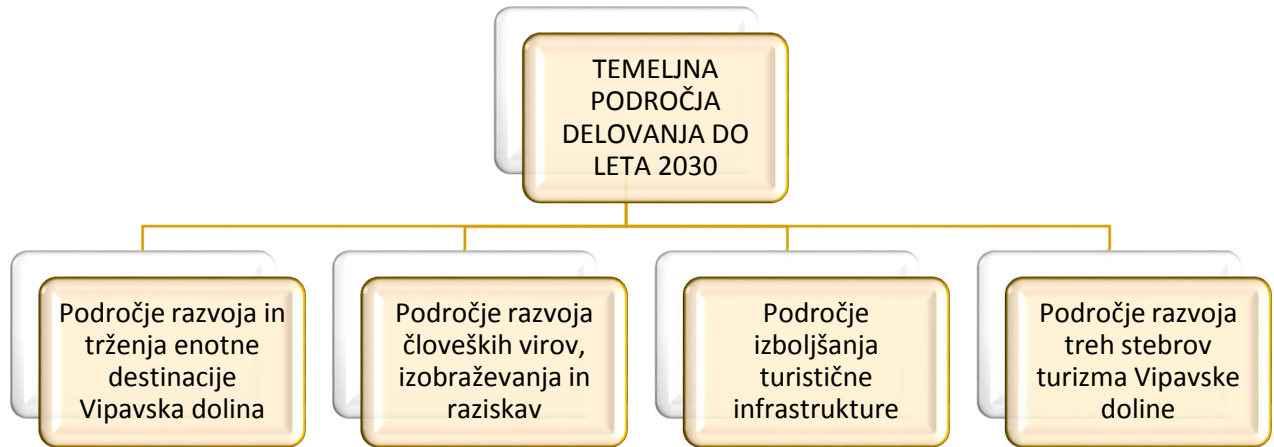 TEMELJNA
PODROČJA
DELOVANJA DO
LETA 2030
Področje razvoja in
trženja enotne
destinacije
Vipavska dolina
Področje razvoja
človeških virov,
izobraževanja in
raziskav
Področje
izboljšanja
turistične
infrastrukture
Področje razvoja
treh stebrov
turizma Vipavske
doline